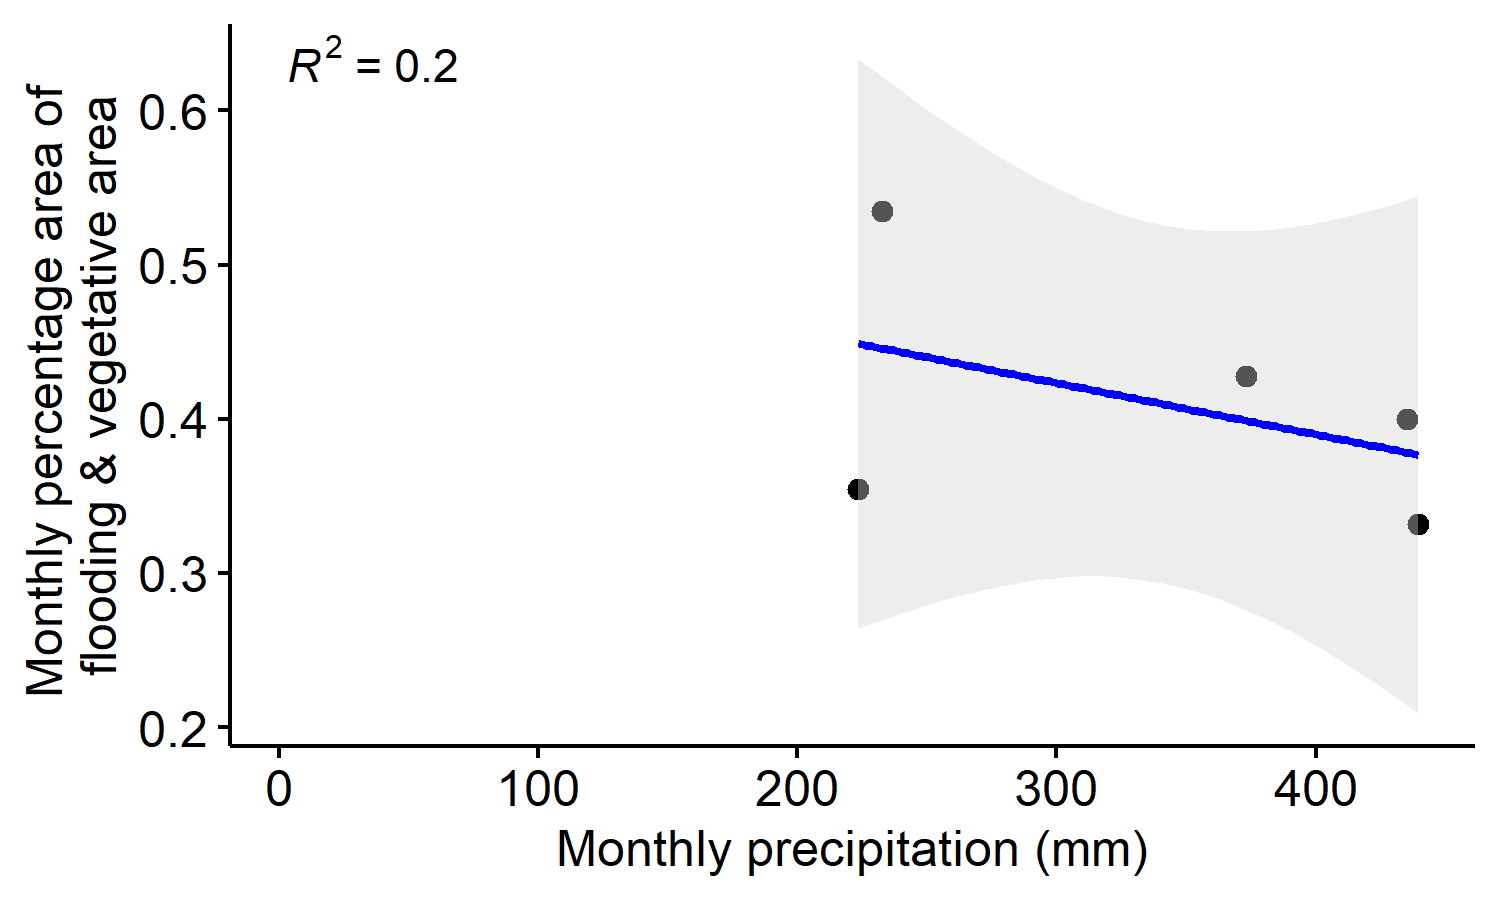 R² = 0.2
Monthly percentage area of
flooding & vegetative area
0.6
0.5
0.4
0.3
0.2
0 100 200 300 400
Monthly precipitation (mm)